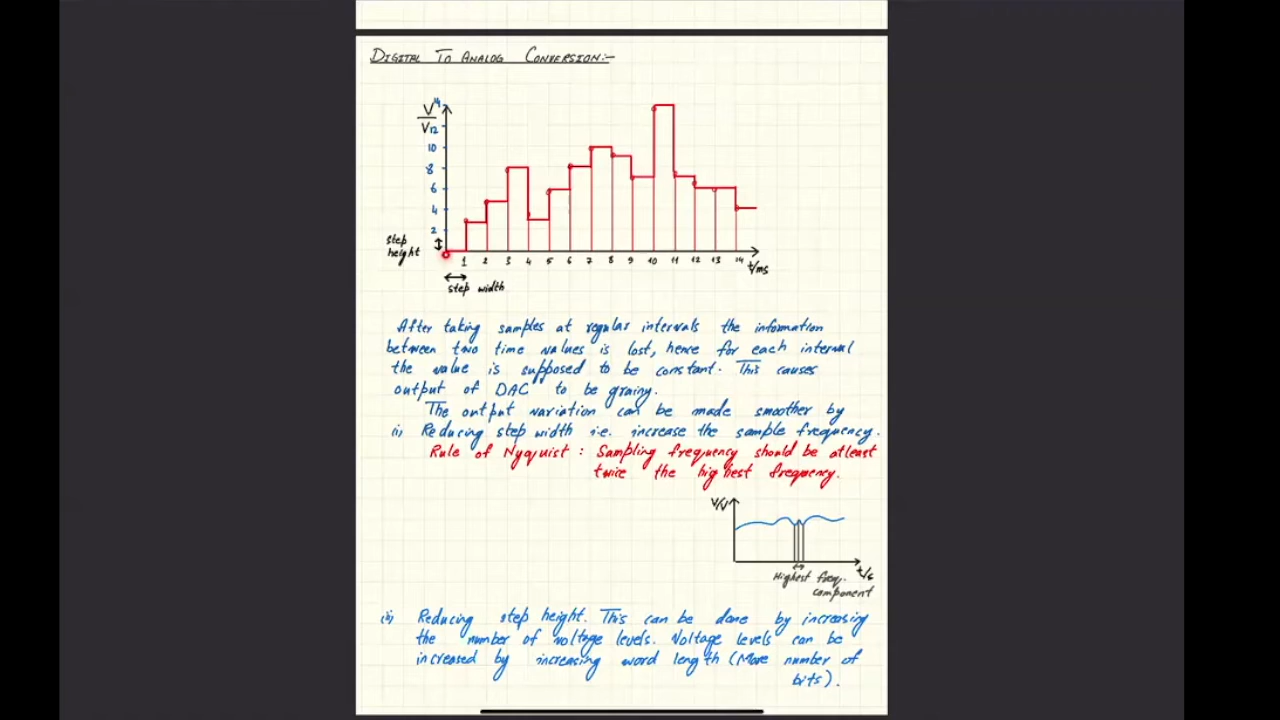 DIGITAL TO ANALOG CONVERSION:-
V/V
14
12
10
8
6
4
2
step height
1 2 3 4 5 6 7 8 9 10 11 12 13 14
t/ms
step width
After taking samples at regular intervals the information
between two time values is lost, hence for each interval
the value is supposed to be constant. This causes
output of DAC to be grainy.
The output variation can be made smoother by
(i) Reducing step width i.e. increase the sample frequency.
Rule of Nyquist : Sampling frequency should be atleast
twice the highest frequency.
V/V
t/s
Highest freq.
component
(ii) Reducing step height. This can be done by increasing
the number of voltage levels. Voltage levels can be
increased by increasing word length (More number of
bits).